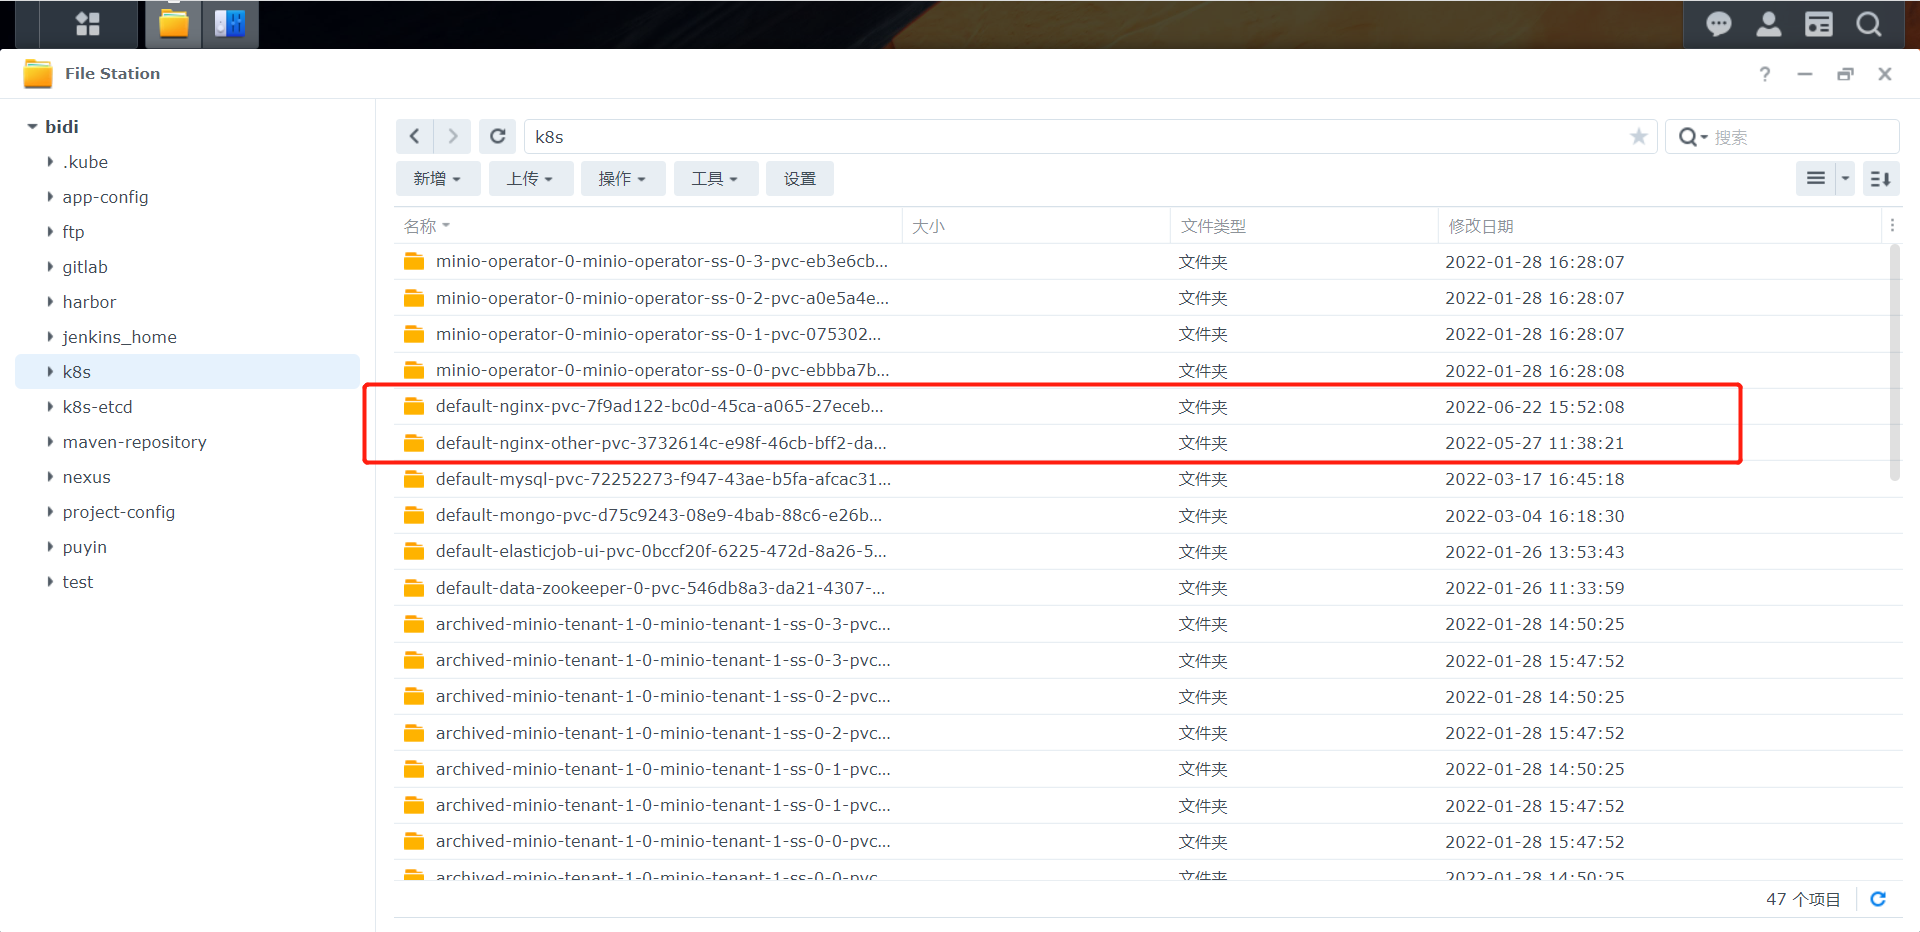 File Station
bidi
.kube
app-config
ftp
gitlab
harbor
jenkins_home
k8s
k8s-etcd
maven-repository
nexus
project-config
puyin
test
k8s
搜索
新增 上传 操作 工具 设置
名称 大小 文件类型 修改日期
minio-operator-0-minio-operator-ss-0-3-pvc-eb3e6cb... 文件夹 2022-01-28 16:28:07
minio-operator-0-minio-operator-ss-0-2-pvc-a0e5a4e... 文件夹 2022-01-28 16:28:07
minio-operator-0-minio-operator-ss-0-1-pvc-075302... 文件夹 2022-01-28 16:28:07
minio-operator-0-minio-operator-ss-0-0-pvc-ebbba7b... 文件夹 2022-01-28 16:28:08
default-nginx-pvc-7f9ad122-bc0d-45ca-a065-27eceb... 文件夹 2022-06-22 15:52:08
default-nginx-other-pvc-3732614c-e98f-46cb-bff2-da... 文件夹 2022-05-27 11:38:21
default-mysql-pvc-72252273-f947-43ae-b5fa-afcac31... 文件夹 2022-03-17 16:45:18
default-mongo-pvc-d75c9243-08e9-4bab-88c6-e26b... 文件夹 2022-03-04 16:18:30
default-elasticjob-ui-pvc-0bccf20f-6225-472d-8a26-5... 文件夹 2022-01-26 13:53:43
default-data-zookeeper-0-pvc-546db8a3-da21-4307-... 文件夹 2022-01-26 11:33:59
archived-minio-tenant-1-0-minio-tenant-1-ss-0-3-pvc... 文件夹 2022-01-28 14:50:25
archived-minio-tenant-1-0-minio-tenant-1-ss-0-3-pvc... 文件夹 2022-01-28 15:47:52
archived-minio-tenant-1-0-minio-tenant-1-ss-0-2-pvc... 文件夹 2022-01-28 14:50:25
archived-minio-tenant-1-0-minio-tenant-1-ss-0-2-pvc... 文件夹 2022-01-28 15:47:52
archived-minio-tenant-1-0-minio-tenant-1-ss-0-1-pvc... 文件夹 2022-01-28 14:50:25
archived-minio-tenant-1-0-minio-tenant-1-ss-0-1-pvc... 文件夹 2022-01-28 15:47:52
archived-minio-tenant-1-0-minio-tenant-1-ss-0-0-pvc... 文件夹 2022-01-28 15:47:52
archived-minio-tenant-1-0-minio-tenant-1-ss-0-0-pvc 文件夹 2022-01-28 14:50:25
47 个项目